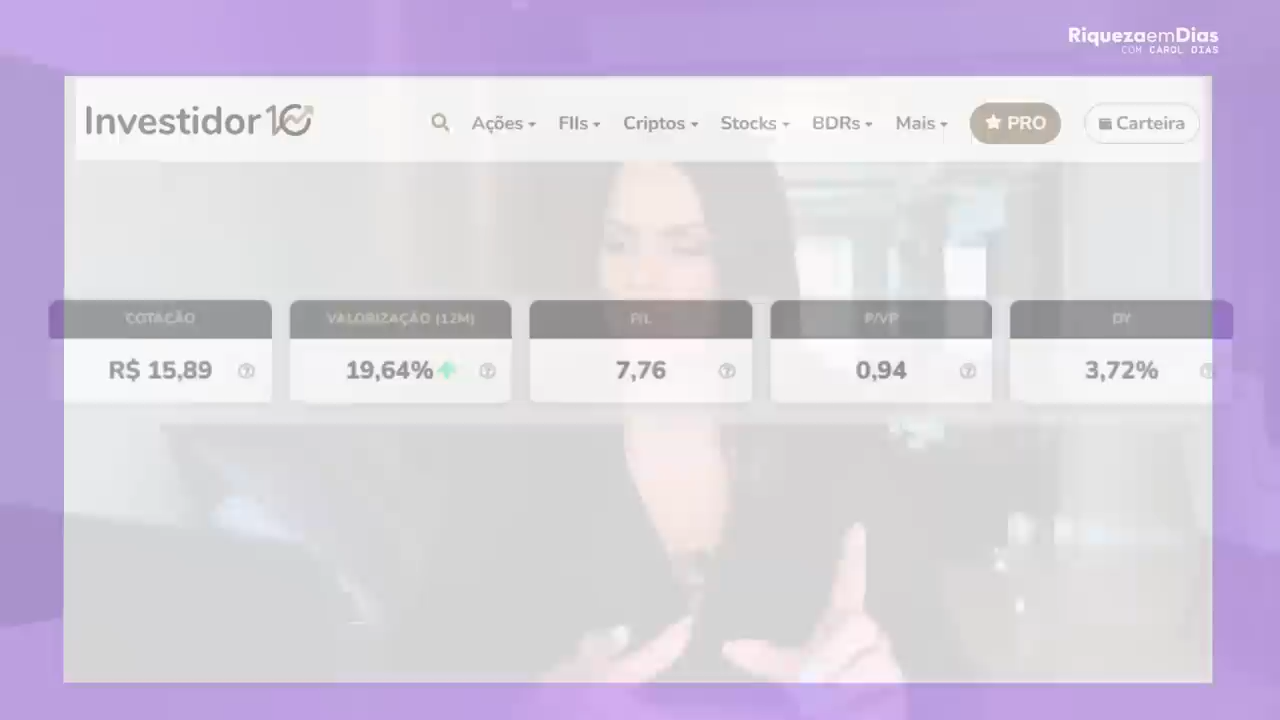 RiquezaemDias
COM CAROL DIAS
Investidor10
Ações FIIs Criptos Stocks BDRs Mais PRO Carteira
COTAÇÃO VALORIZAÇÃO (12M) P/L P/VP DY
R$ 15,89 19,64% 7,76 0,94 3,72%